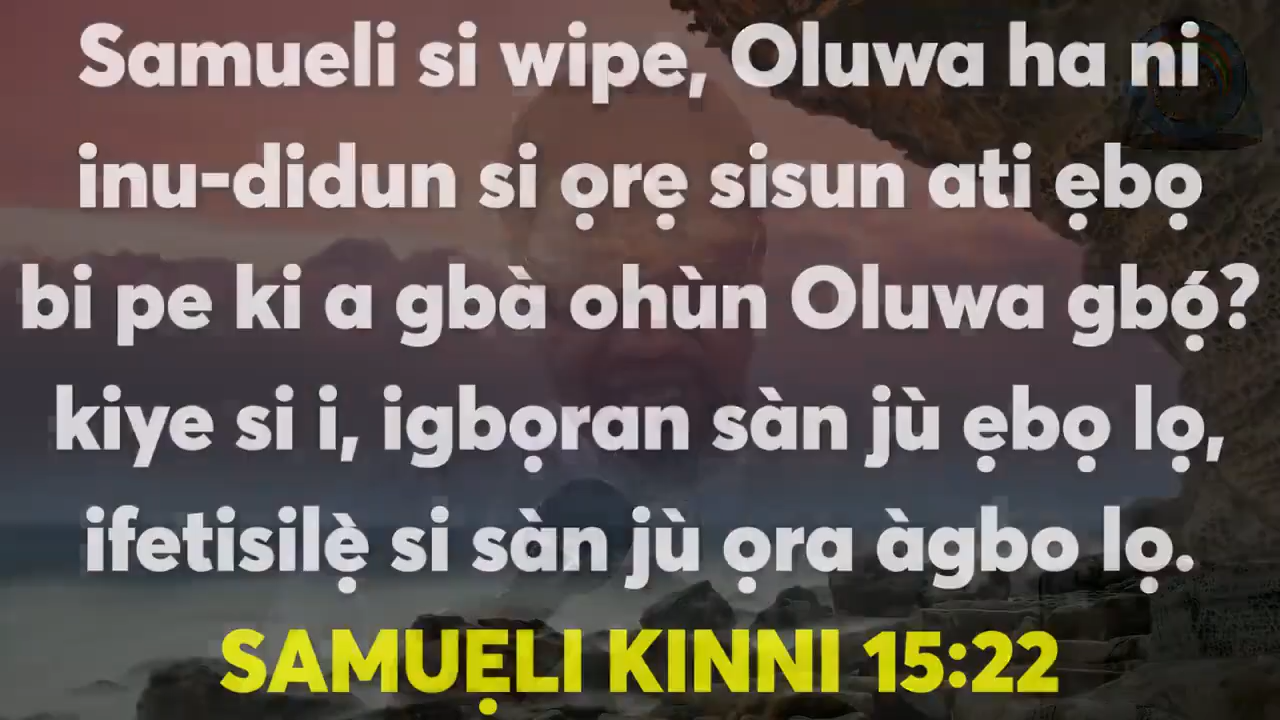 Samueli si wipe, Oluwa ha ni
inu-didun si ọrẹ sisun ati ẹbọ
bi pe ki a gbà ohùn Oluwa gbọ́?
kiye si i, igbọran sàn jù ẹbọ lọ,
ifetisilẹ̀ si sàn jù ọra àgbo lọ.
SAMUẸLI KINNI 15:22